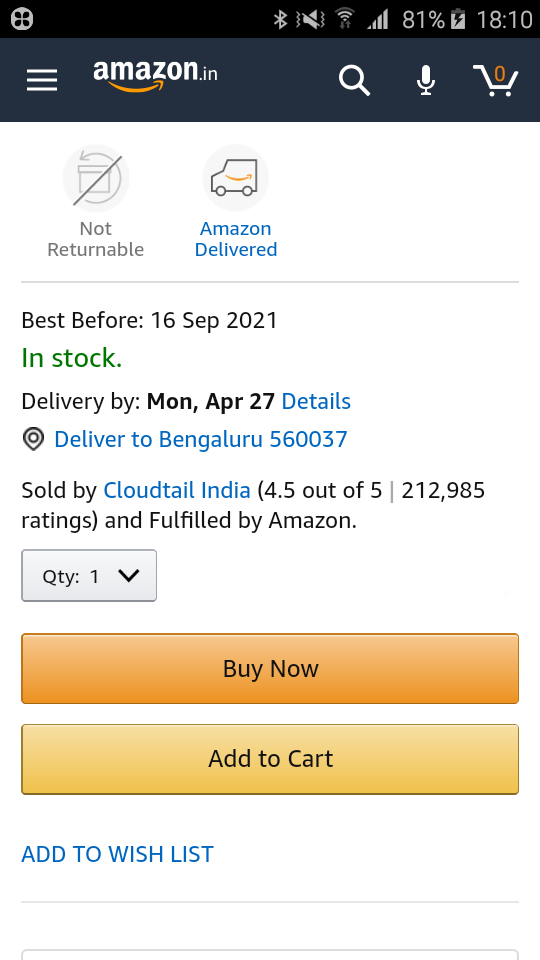 81% 18:10
amazon.in
0
Not
Returnable
Amazon
Delivered
Best Before: 16 Sep 2021
In stock.
Delivery by: Mon, Apr 27 Details
Deliver to Bengaluru 560037
Sold by Cloudtail India (4.5 out of 5 | 212,985
ratings) and Fulfilled by Amazon.
Qty: 1
Buy Now
Add to Cart
ADD TO WISH LIST